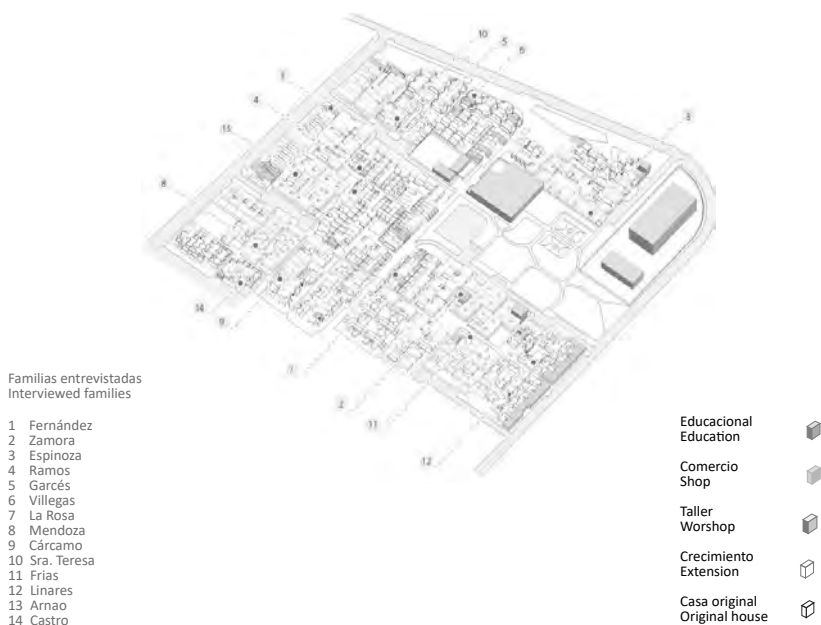 10
5
6
3
4
13
8
14
9
2
11
12
Familias entrevistadas
Interviewed families
1 Fernández
2 Zamora
3 Espinoza
4 Ramos
5 Garcés
6 Villegas
7 La Rosa
8 Mendoza
9 Cárcamo
10 Sra. Teresa
11 Frias
12 Linares
13 Arnao
14 Castro
Educacional
Education
Comercio
Shop
Taller
Worshop
Crecimiento
Extension
Casa original
Original house